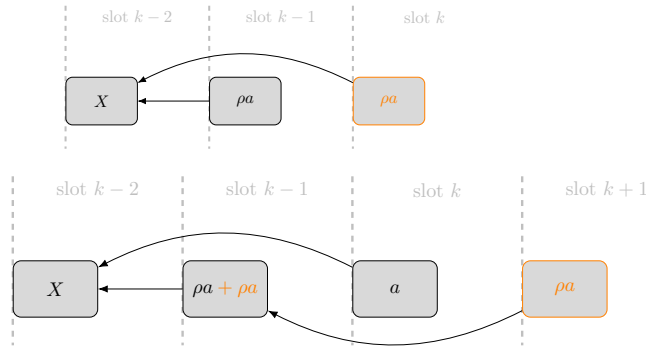 slot k − 2 slot k − 1 slot k
X ρa ρa
slot k − 2 slot k − 1 slot k slot k + 1
X ρa + ρa a ρa